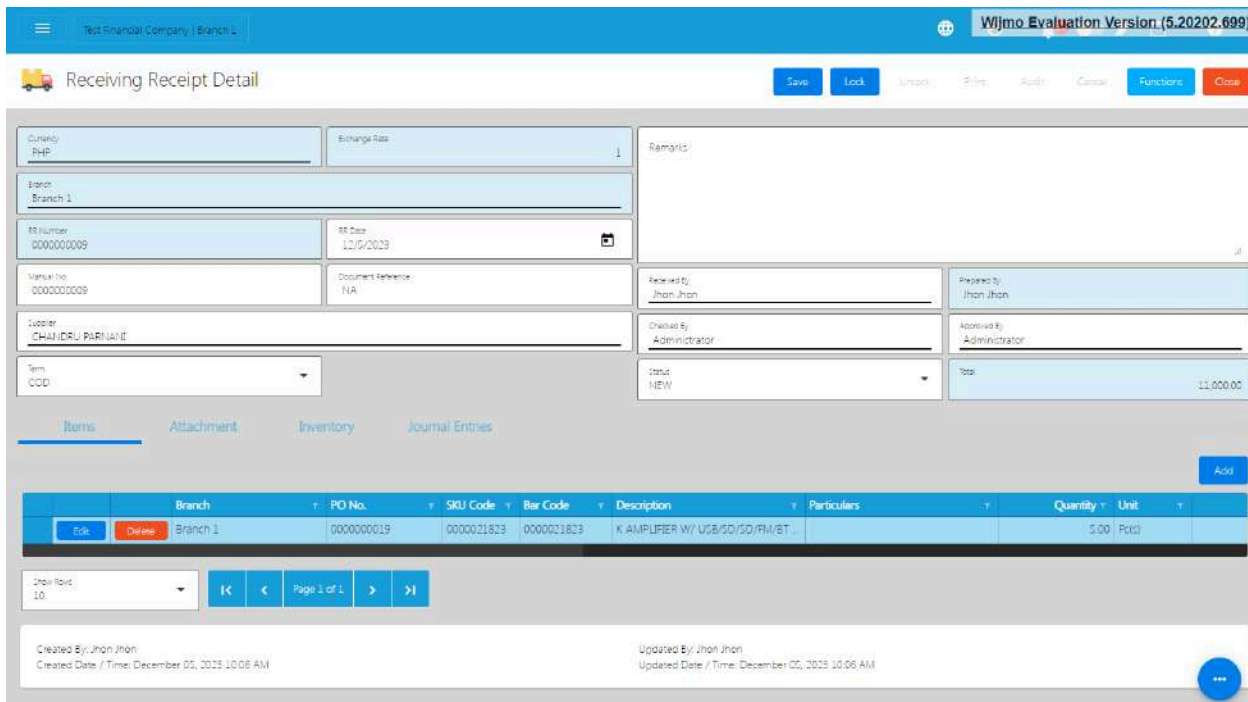 Test Financial Company | Branch 1
Wijmo Evaluation Version (5.20202.699)
Receiving Receipt Detail
Save Lock Unlock Print Audit Cancel Functions Close
Currency
PHP
Exchange Rate
1
Remarks
Branch
Branch 1
RR Number
0000000009
RR Date
12/5/2023
Manual No.
0000000009
Document Reference
NA
Received By
Jhon Jhon
Prepared By
Jhon Jhon
Supplier
CHANDRU PARNANI
Checked By
Administrator
Approved By
Administrator
Term
COD
Status
NEW
Total
11,000.00
Items Attachment Inventory Journal Entries
Add
Branch PO No. SKU Code Bar Code Description Particulars Quantity Unit
Edit Delete Branch 1 0000000019 0000021823 0000021823 K.AMPLIFIER W/ USB/SD/SD/FM/BT ... 5.00 Pc(s)
Show Rows
10
Page 1 of 1
Created By: Jhon Jhon
Created Date / Time: December 05, 2023 10:06 AM
Updated By: Jhon Jhon
Updated Date / Time: December 05, 2023 10:06 AM